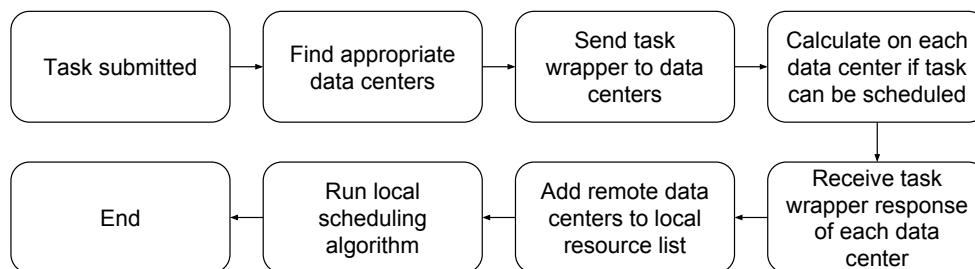 Task submitted
Find appropriate
data centers
Send task
wrapper to data
centers
Calculate on each
data center if task
can be scheduled
Receive task
wrapper response
of each data
center
Add remote data
centers to local
resource list
Run local
scheduling
algorithm
End